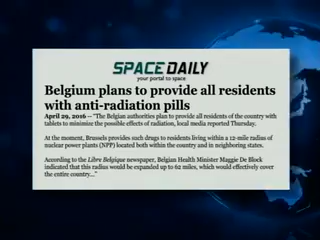 SPACE DAILY
your portal to space
Belgium plans to provide all residents
with anti-radiation pills
April 29, 2016 – "The Belgian authorities plan to provide all residents of the country with
tablets to minimize the possible effects of radiation, local media reported Thursday.
At the moment, Brussels provides such drugs to residents living within a 12-mile radius of
nuclear power plants (NPP) located both within the country and in neighboring states.
According to the Libre Belgique newspaper, Belgian Health Minister Maggie De Block
indicated that this radius would be expanded up to 62 miles, which would effectively cover
the entire country..."